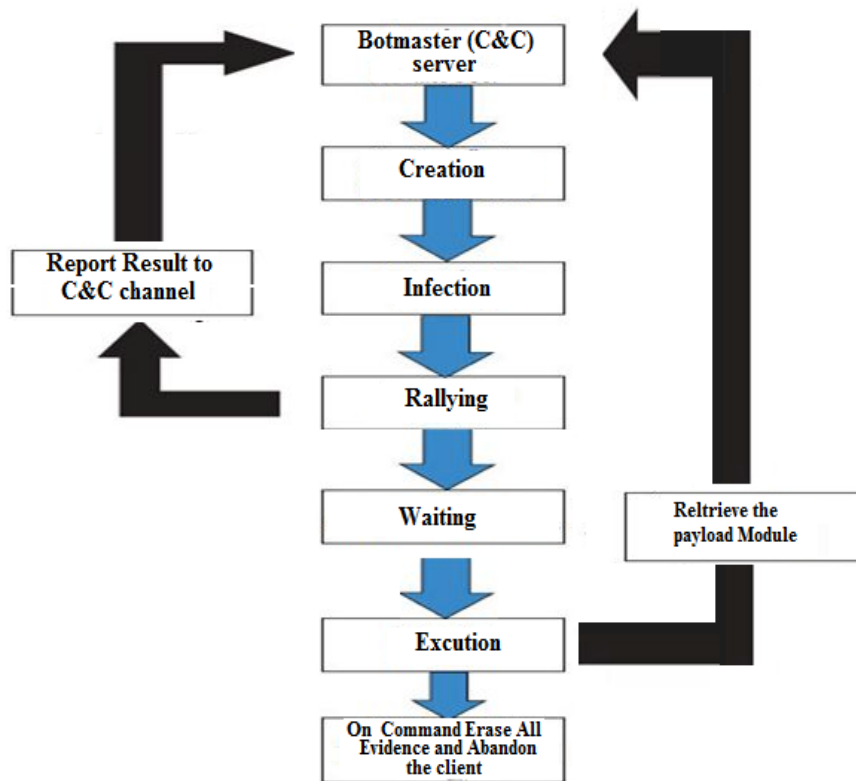 Botmaster (C&C)
server
Creation
Infection
Report Result to
C&C channel
Rallying
Waiting
Reltrieve the
payload Module
Excution
On Command Erase All
Evidence and Abandon
the client